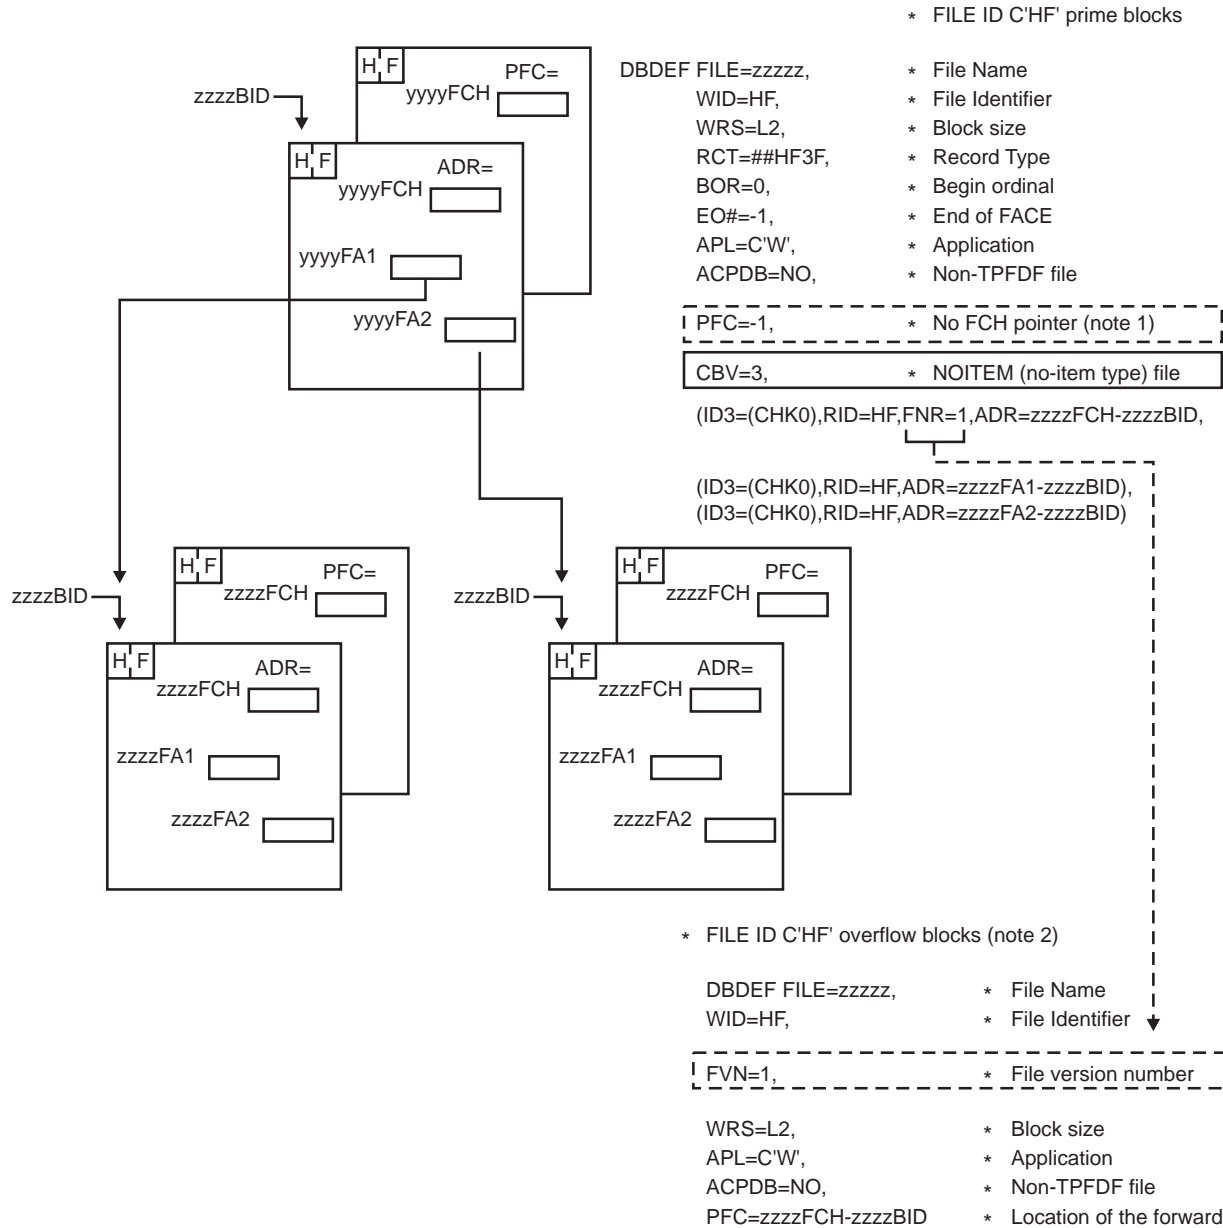 * FILE ID C'HF' prime blocks
H F
PFC=
yyyyFCH
zzzzBID
H F
ADR=
yyyyFCH
yyyyFA1
yyyyFA2
DBDEF FILE=zzzzz, * File Name
WID=HF, * File Identifier
WRS=L2, * Block size
RCT=##HF3F, * Record Type
BOR=0, * Begin ordinal
EO#=-1, * End of FACE
APL=C'W', * Application
ACPDB=NO, * Non-TPFDF file
PFC=-1, * No FCH pointer (note 1)
CBV=3, * NOITEM (no-item type) file
(ID3=(CHK0),RID=HF,FNR=1,ADR=zzzzFCH-zzzzBID,
(ID3=(CHK0),RID=HF,ADR=zzzzFA1-zzzzBID),
(ID3=(CHK0),RID=HF,ADR=zzzzFA2-zzzzBID)
H F
PFC=
zzzzFCH
zzzzBID
H F
ADR=
zzzzFCH
zzzzFA1
zzzzFA2
H F
PFC=
zzzzFCH
zzzzBID
H F
ADR=
zzzzFCH
zzzzFA1
zzzzFA2
* FILE ID C'HF' overflow blocks (note 2)
DBDEF FILE=zzzzz, * File Name
WID=HF, * File Identifier
FVN=1, * File version number
WRS=L2, * Block size
APL=C'W', * Application
ACPDB=NO, * Non-TPFDF file
PFC=zzzzFCH-zzzzBID * Location of the forward